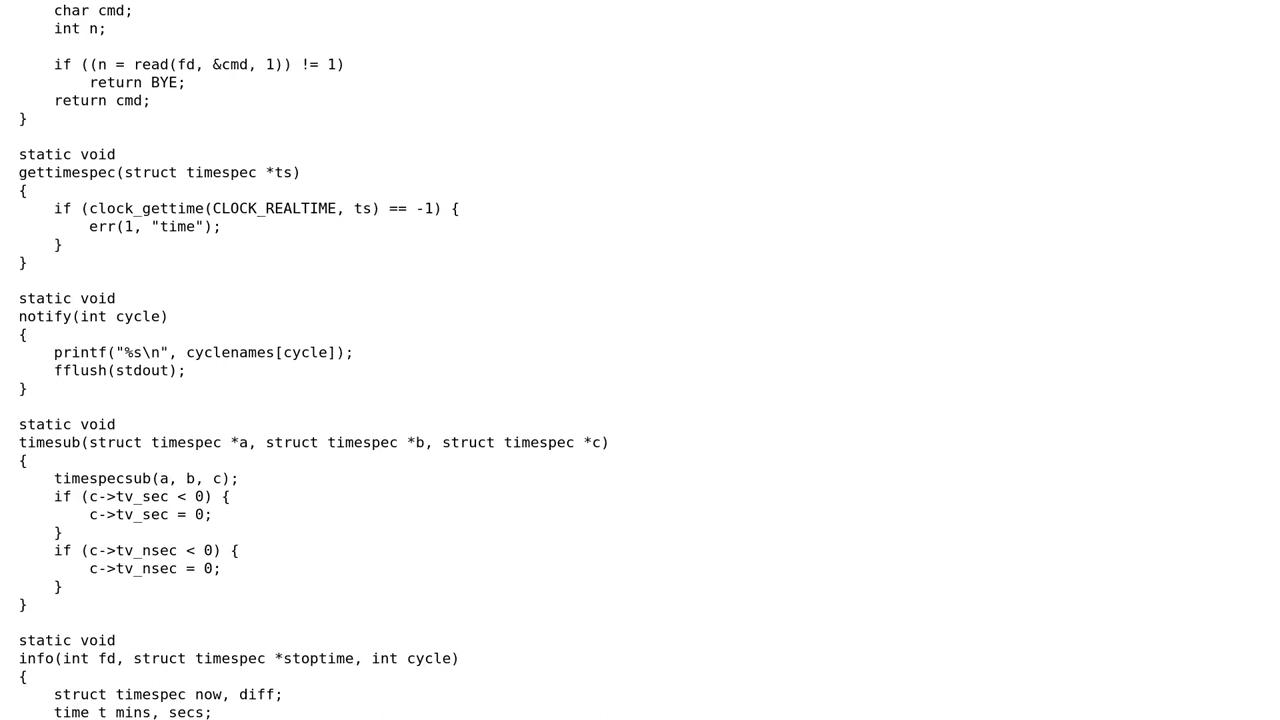 char cmd;
    int n;

    if ((n = read(fd, &cmd, 1)) != 1)
        return BYE;
    return cmd;
}

static void
gettimespec(struct timespec *ts)
{
    if (clock_gettime(CLOCK_REALTIME, ts) == -1) {
        err(1, "time");
    }
}

static void
notify(int cycle)
{
    printf("%s\n", cyclenames[cycle]);
    fflush(stdout);
}

static void
timesub(struct timespec *a, struct timespec *b, struct timespec *c)
{
    timespecsub(a, b, c);
    if (c->tv_sec < 0) {
        c->tv_sec = 0;
    }
    if (c->tv_nsec < 0) {
        c->tv_nsec = 0;
    }
}

static void
info(int fd, struct timespec *stoptime, int cycle)
{
    struct timespec now, diff;
    time t mins, secs;